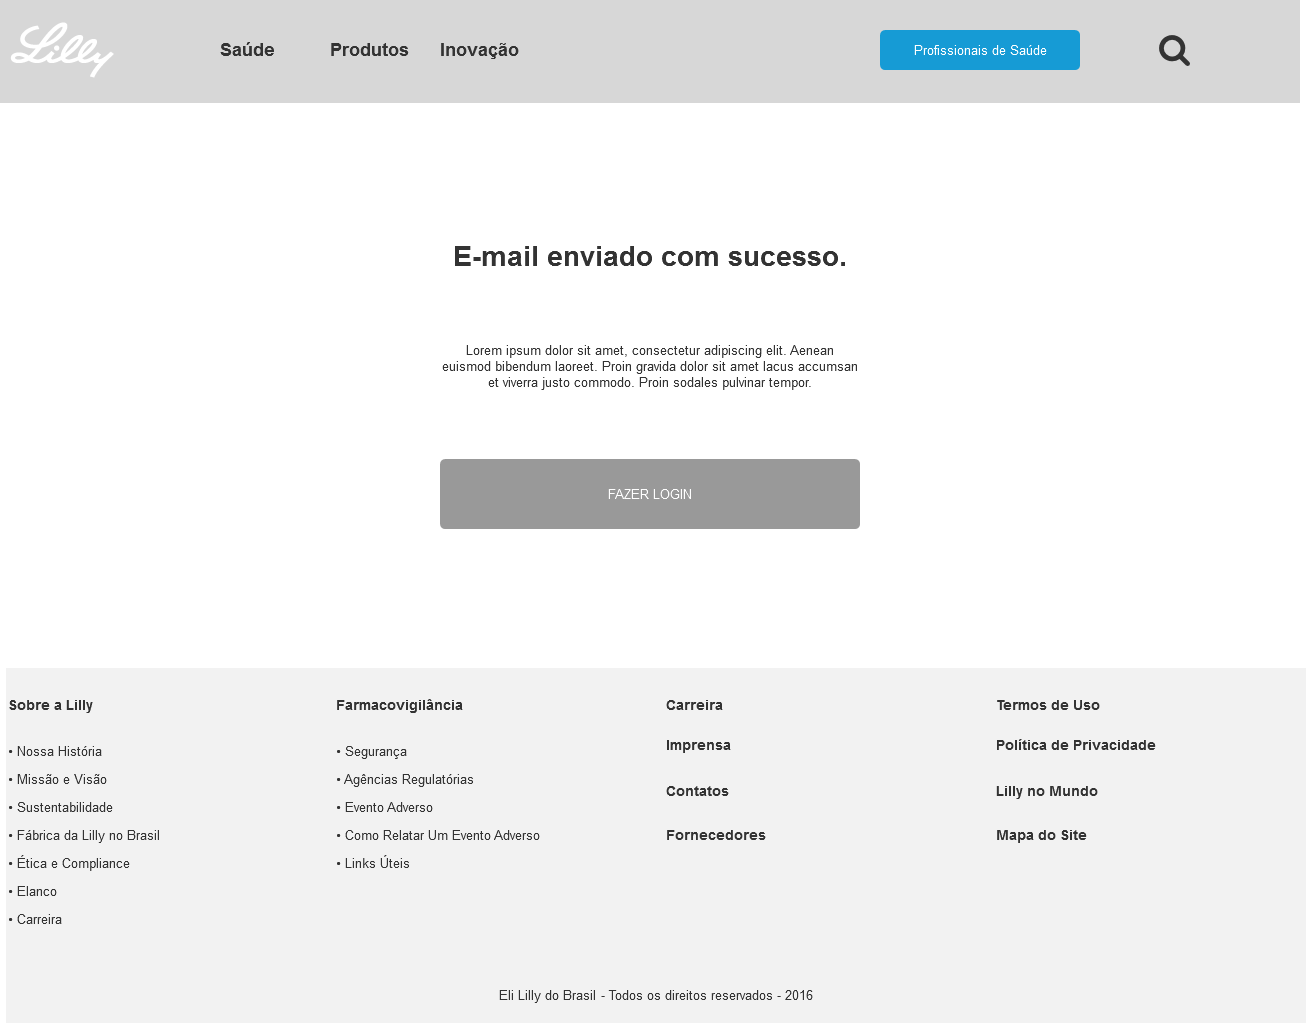 Lilly
Saúde
Produtos
Inovação
Profissionais de Saúde
E-mail enviado com sucesso.
Lorem ipsum dolor sit amet, consectetur adipiscing elit. Aenean
euismod bibendum laoreet. Proin gravida dolor sit amet lacus accumsan
et viverra justo commodo. Proin sodales pulvinar tempor.
FAZER LOGIN
Sobre a Lilly
• Nossa História
• Missão e Visão
• Sustentabilidade
• Fábrica da Lilly no Brasil
• Ética e Compliance
• Elanco
• Carreira
Farmacovigilância
• Segurança
• Agências Regulatórias
• Evento Adverso
• Como Relatar Um Evento Adverso
• Links Úteis
Carreira
Imprensa
Contatos
Fornecedores
Termos de Uso
Política de Privacidade
Lilly no Mundo
Mapa do Site
Eli Lilly do Brasil - Todos os direitos reservados - 2016